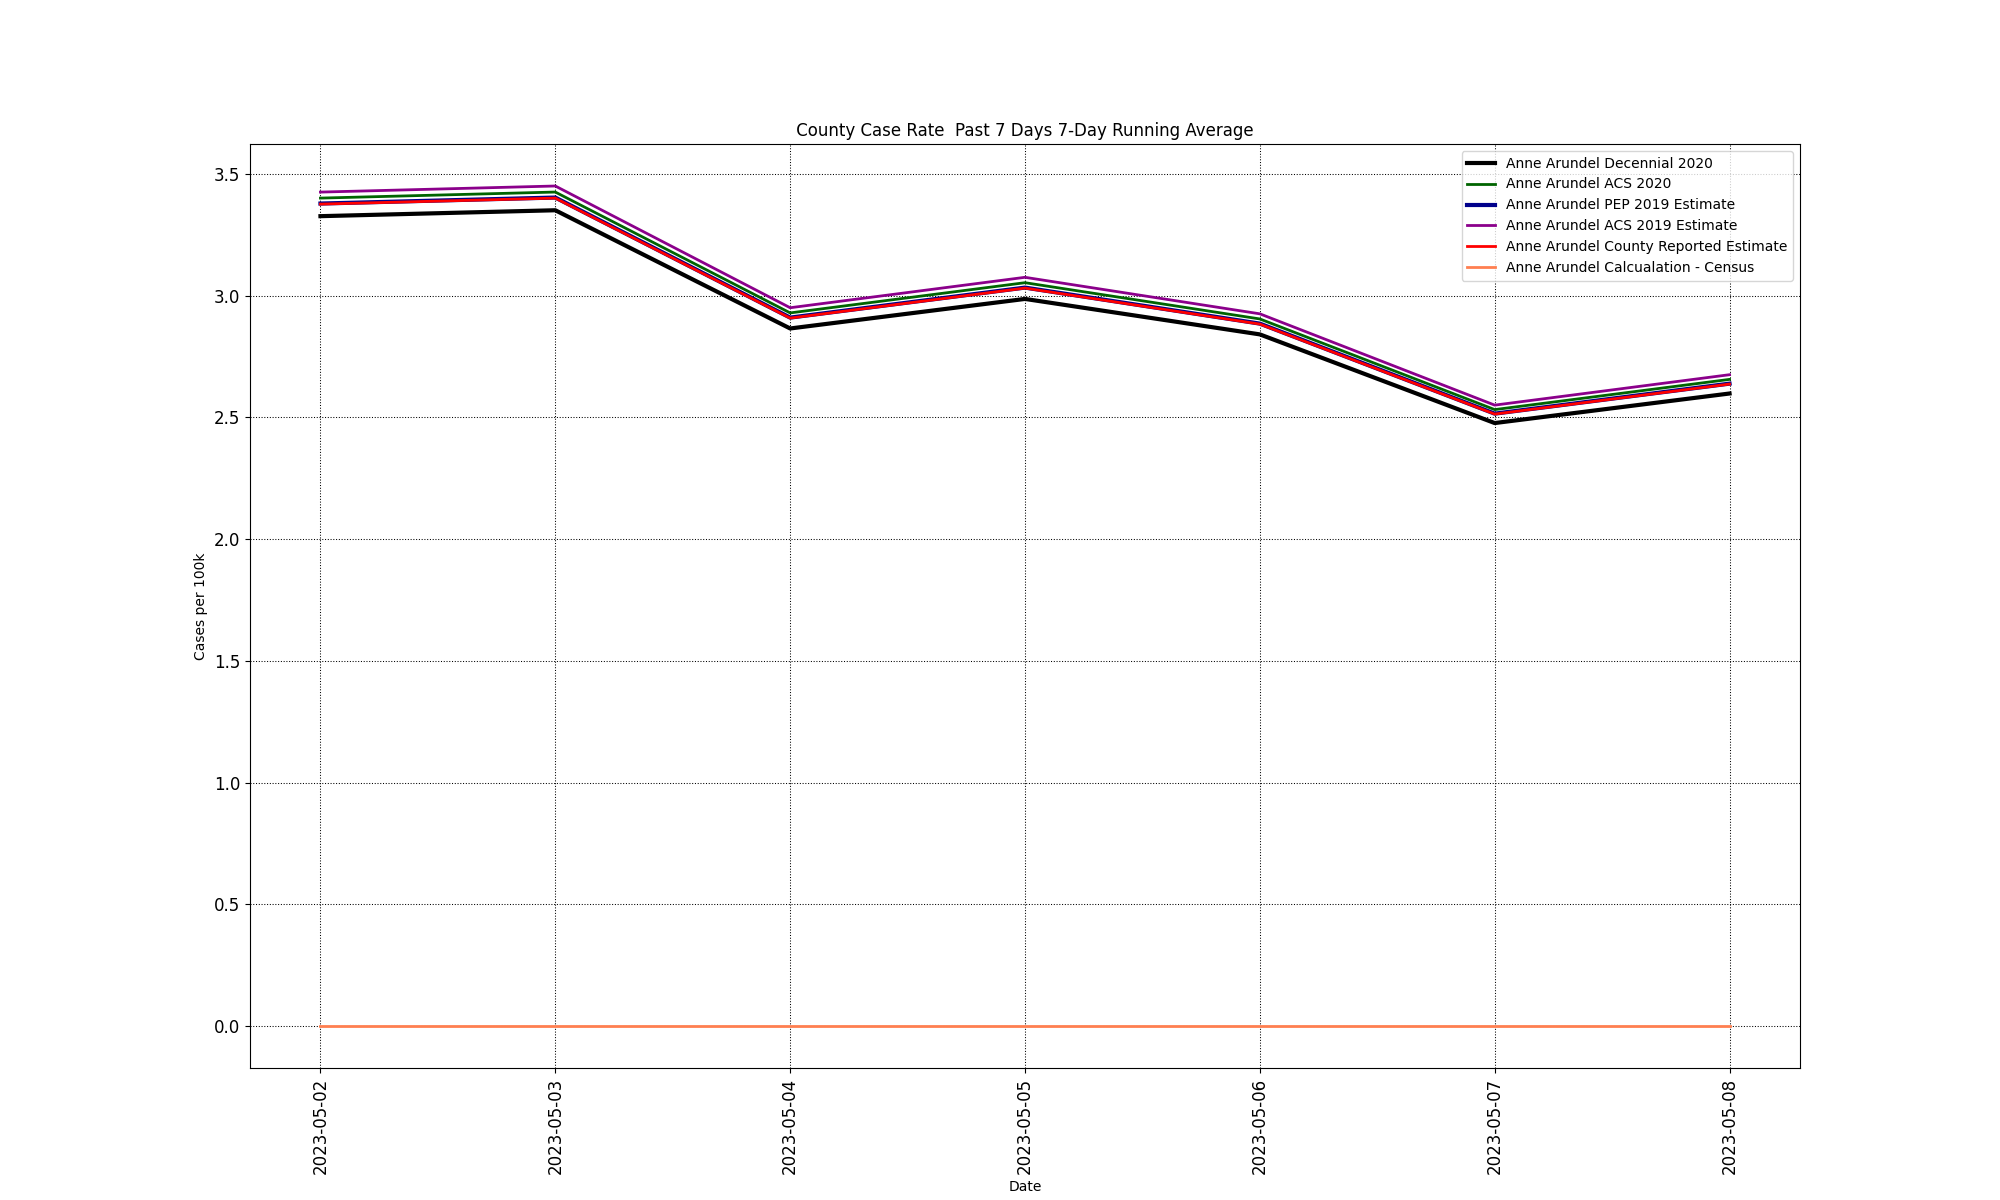 County Case Rate  Past 7 Days 7-Day Running Average
Anne Arundel Decennial 2020
Anne Arundel ACS 2020
Anne Arundel PEP 2019 Estimate
Anne Arundel ACS 2019 Estimate
Anne Arundel County Reported Estimate
Anne Arundel Calcualation - Census
3.5
3.0
2.5
2.0
1.5
1.0
0.5
0.0
Cases per 100k
2023-05-02
2023-05-03
2023-05-04
2023-05-05
2023-05-06
2023-05-07
2023-05-08
Date